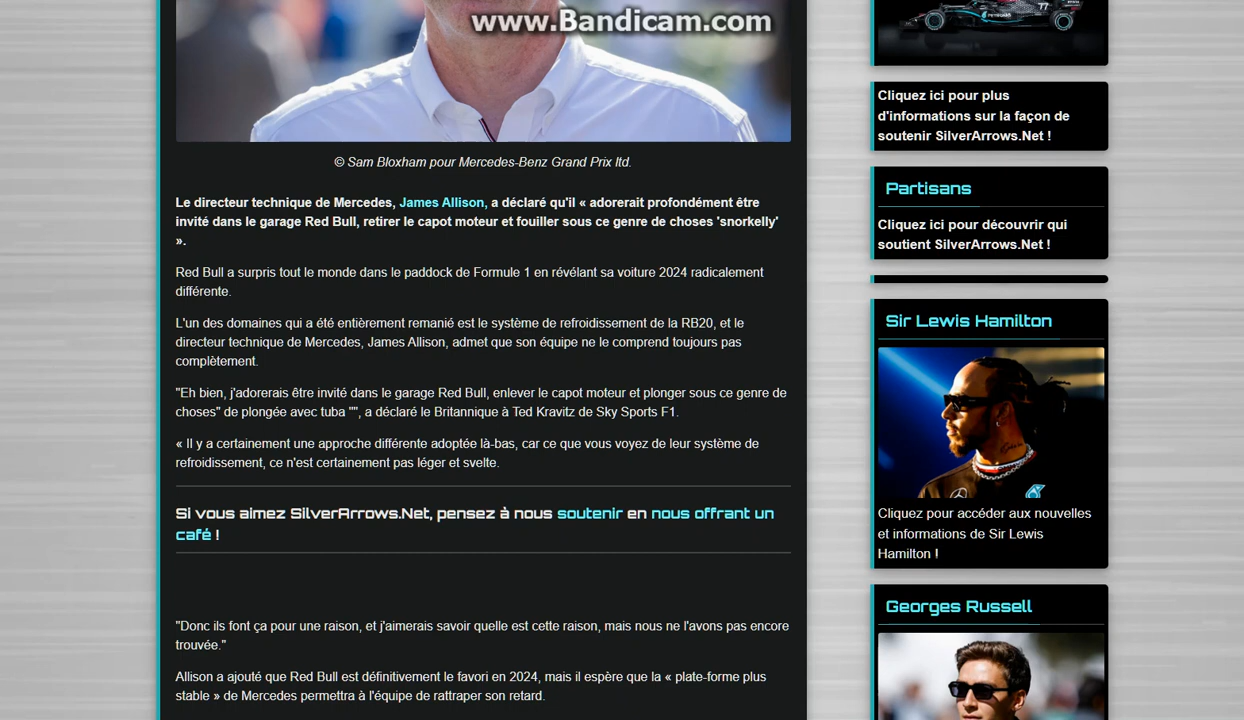 www.Bandicam.com
© Sam Bloxham pour Mercedes-Benz Grand Prix ltd.
Le directeur technique de Mercedes, James Allison, a déclaré qu'il « adorerait profondément être
invité dans le garage Red Bull, retirer le capot moteur et fouiller sous ce genre de choses 'snorkelly'
».
Red Bull a surpris tout le monde dans le paddock de Formule 1 en révélant sa voiture 2024 radicalement
différente.
L'un des domaines qui a été entièrement remanié est le système de refroidissement de la RB20, et le
directeur technique de Mercedes, James Allison, admet que son équipe ne le comprend toujours pas
complètement.
"Eh bien, j'adorerais être invité dans le garage Red Bull, enlever le capot moteur et plonger sous ce genre de
choses" de plongée avec tuba "", a déclaré le Britannique à Ted Kravitz de Sky Sports F1.
« Il y a certainement une approche différente adoptée là-bas, car ce que vous voyez de leur système de
refroidissement, ce n'est certainement pas léger et svelte.
Si vous aimez SilverArrows.Net, pensez à nous soutenir en nous offrant un
café !
"Donc ils font ça pour une raison, et j'aimerais savoir quelle est cette raison, mais nous ne l'avons pas encore
trouvée."
Allison a ajouté que Red Bull est définitivement le favori en 2024, mais il espère que la « plate-forme plus
stable » de Mercedes permettra à l'équipe de rattraper son retard.
77
Cliquez ici pour plus
d'informations sur la façon de
soutenir SilverArrows.Net !
Partisans
Cliquez ici pour découvrir qui
soutient SilverArrows.Net !
Sir Lewis Hamilton
Cliquez pour accéder aux nouvelles
et informations de Sir Lewis
Hamilton !
Georges Russell